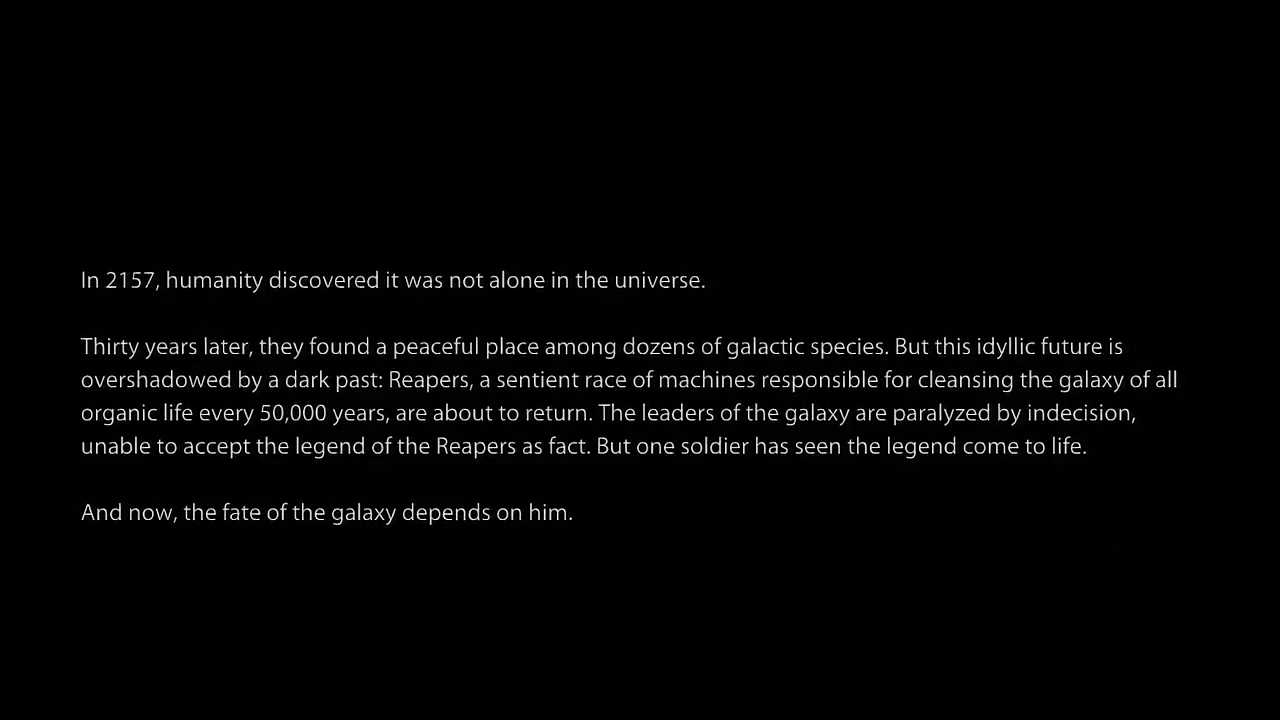 In 2157, humanity discovered it was not alone in the universe.
Thirty years later, they found a peaceful place among dozens of galactic species. But this idyllic future is
overshadowed by a dark past: Reapers, a sentient race of machines responsible for cleansing the galaxy of all
organic life every 50,000 years, are about to return. The leaders of the galaxy are paralyzed by indecision,
unable to accept the legend of the Reapers as fact. But one soldier has seen the legend come to life.
And now, the fate of the galaxy depends on him.